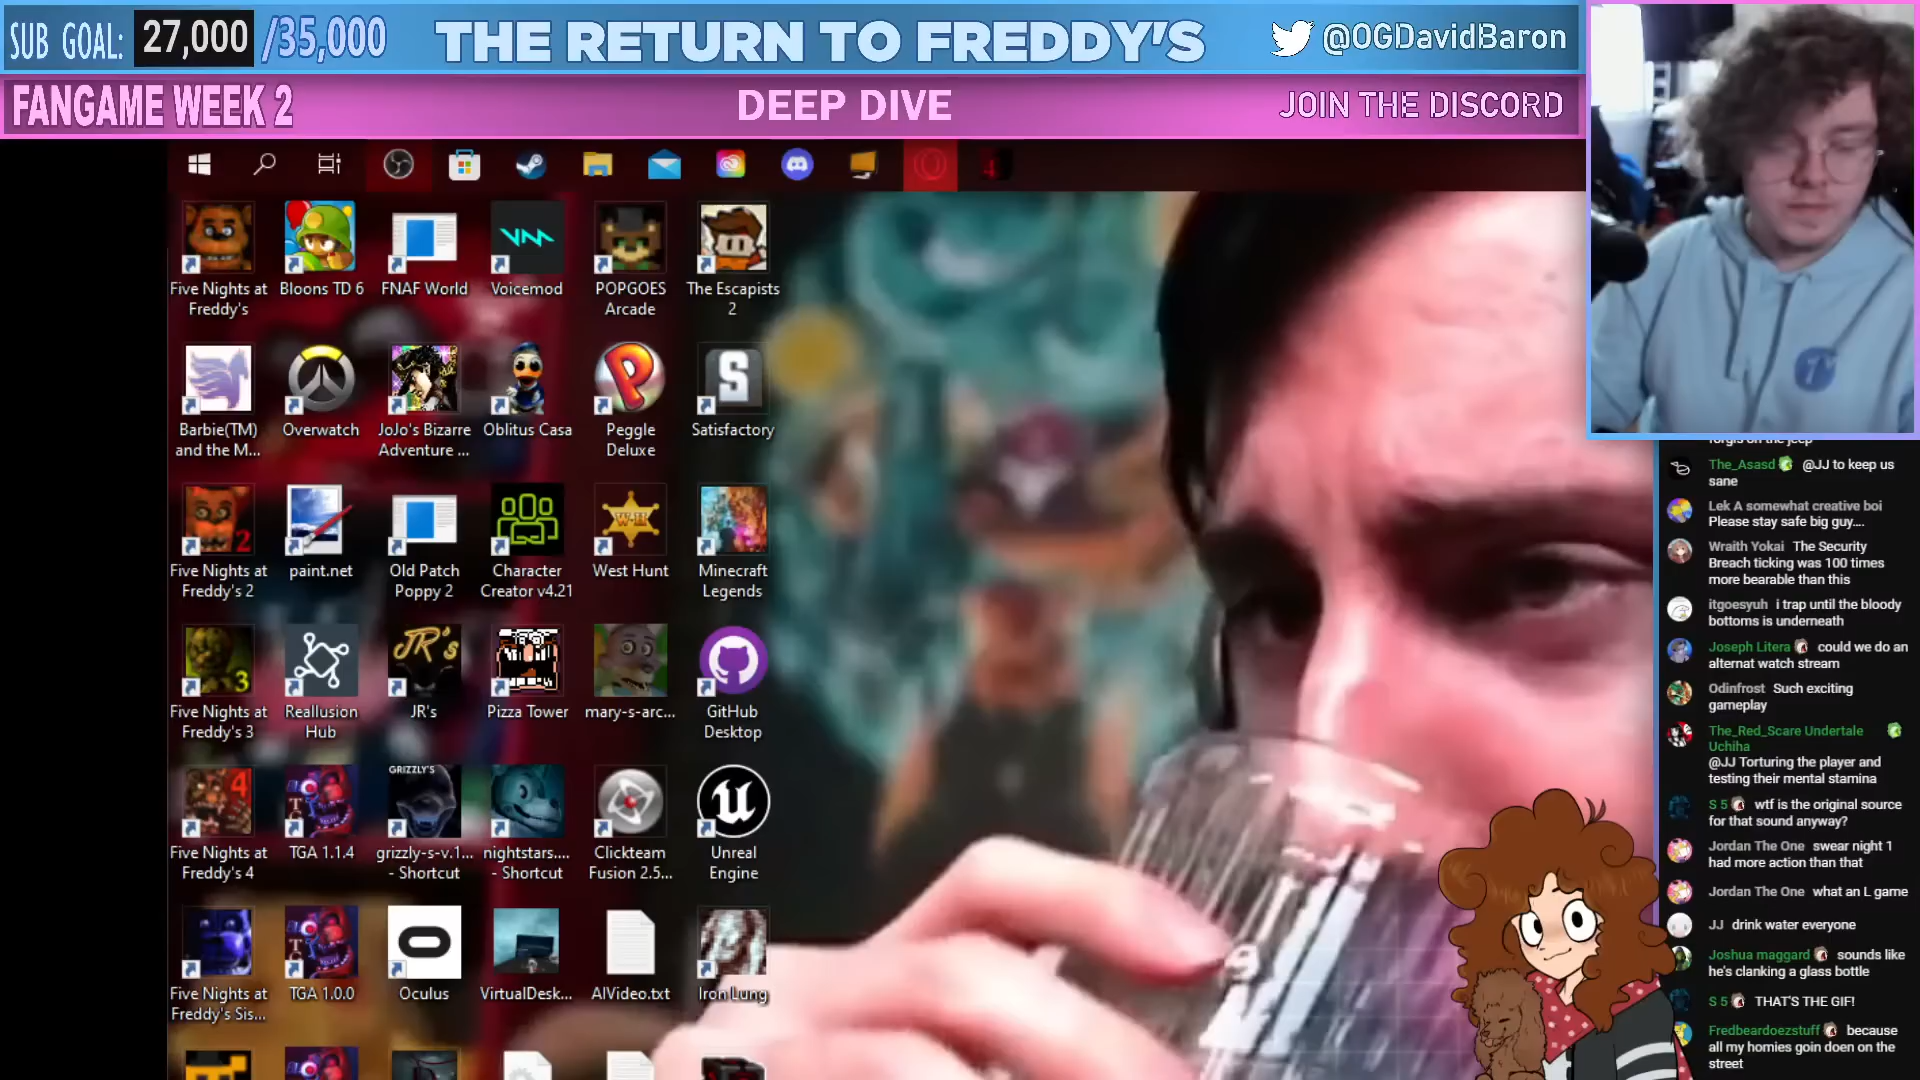 SUB GOAL: 27,000 /35,000
THE RETURN TO FREDDY'S
@OGDavidBaron
FANGAME WEEK 2
DEEP DIVE
JOIN THE DISCORD
Five Nights at
Freddy's
Bloons TD 6
FNAF World
Voicemod
POPGOES
Arcade
The Escapists
2
Barbie(TM)
and the M...
Overwatch
JoJo's Bizarre
Adventure ...
Oblitus Casa
Peggle
Deluxe
Satisfactory
Five Nights at
Freddy's 2
paint.net
Old Patch
Poppy 2
Character
Creator v4.21
West Hunt
Minecraft
Legends
Five Nights at
Freddy's 3
Reallusion
Hub
JR's
JR's
Pizza Tower
mary-s-arc...
GitHub
Desktop
Five Nights at
Freddy's 4
TGA 1.1.4
GRIZZLY'S
grizzly-s-v.1...
- Shortcut
nightstars....
- Shortcut
Clickteam
Fusion 2.5...
Unreal
Engine
Five Nights at
Freddy's Sis...
TGA 1.0.0
Oculus
VirtualDesk...
AIVideo.txt
Iron Lung
forgis on the jeep
The_Asasd @JJ to keep us
sane
Lek A somewhat creative boi
Please stay safe big guy....
Wraith Yokai The Security
Breach ticking was 100 times
more bearable than this
itgoesyuh i trap until the bloody
bottoms is underneath
Joseph Litera could we do an
alternat watch stream
Odinfrost Such exciting
gameplay
The_Red_Scare Undertale
Uchiha
@JJ Torturing the player and
testing their mental stamina
S 5 wtf is the original source
for that sound anyway?
Jordan The One swear night 1
had more action than that
Jordan The One what an L game
JJ drink water everyone
Joshua maggard sounds like
he's clanking a glass bottle
S 5 THAT'S THE GIF!
Fredbeardoezstuff because
all my homies goin doen on the
street